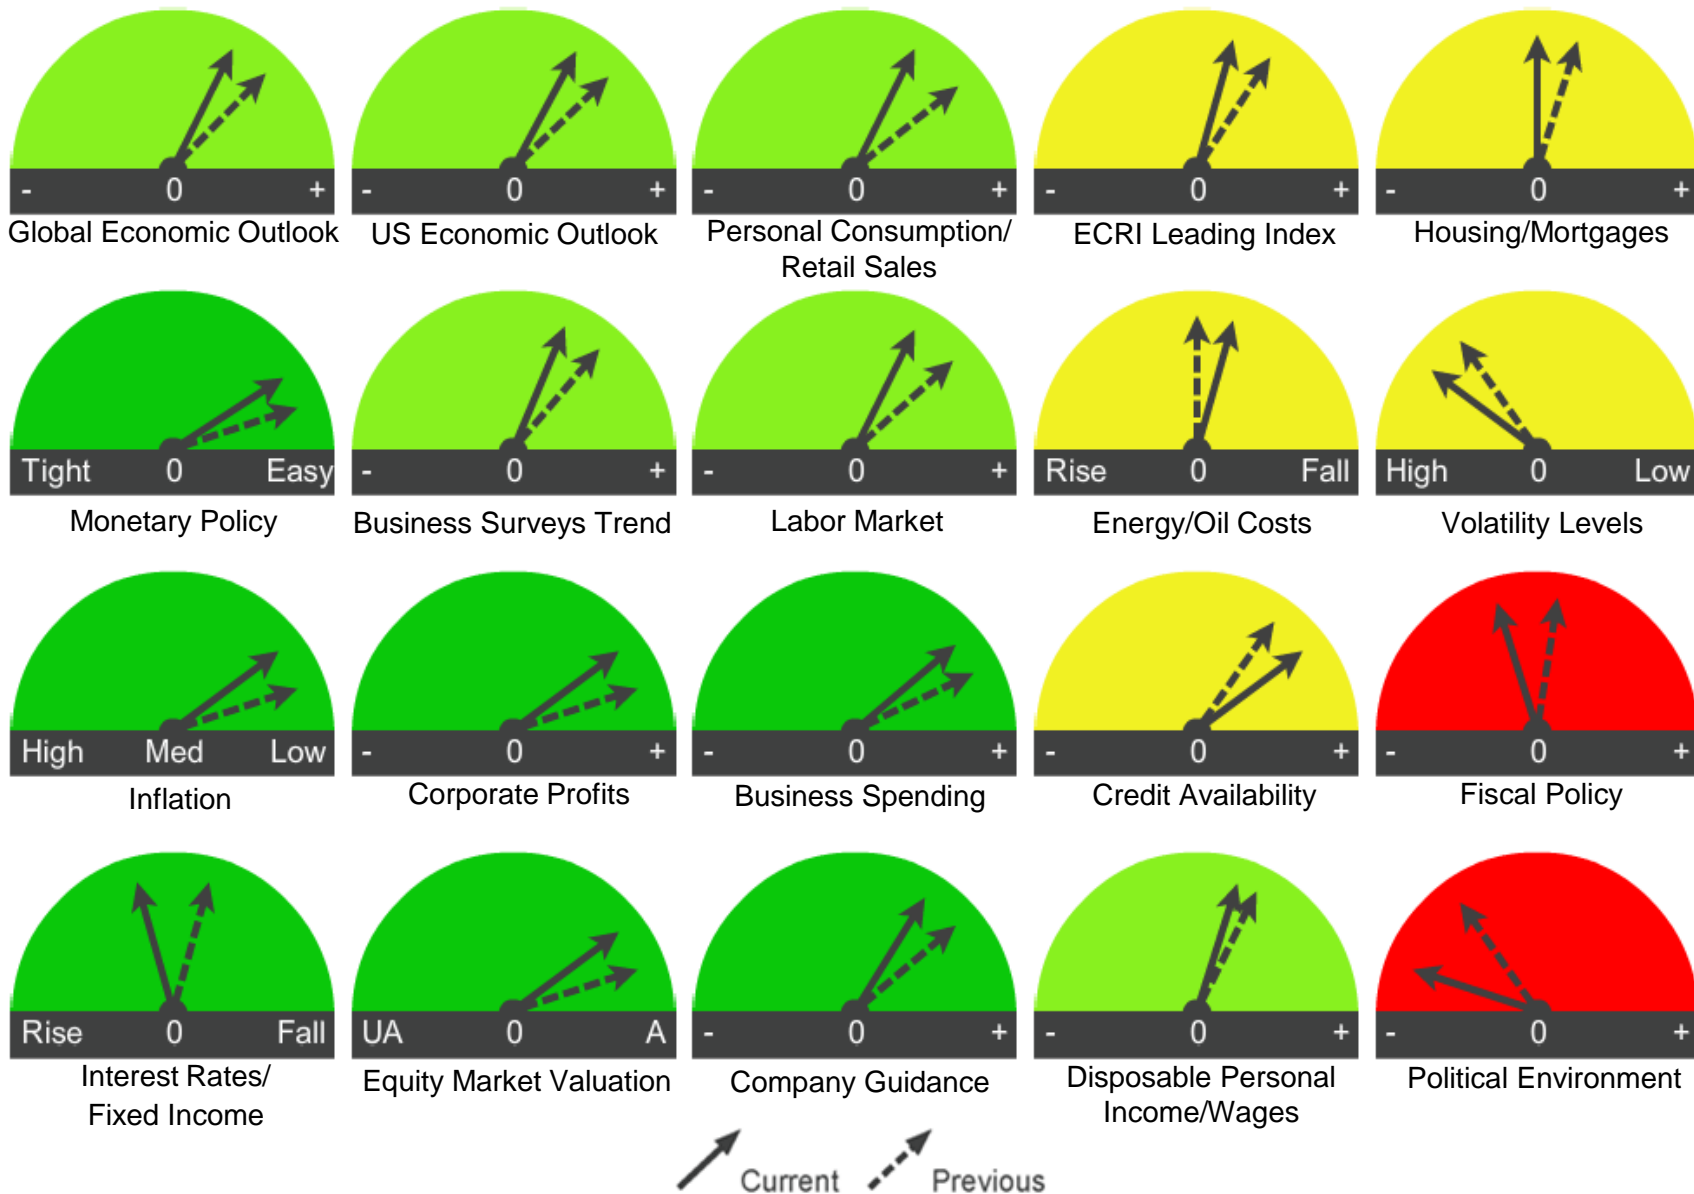 - 0 +
- 0 +
- 0 +
- 0 +
- 0 +
Global Economic Outlook
US Economic Outlook
Personal Consumption/
Retail Sales
ECRI Leading Index
Housing/Mortgages
Tight 0 Easy
- 0 +
- 0 +
Rise 0 Fall
High 0 Low
Monetary Policy
Business Surveys Trend
Labor Market
Energy/Oil Costs
Volatility Levels
High Med Low
- 0 +
- 0 +
- 0 +
- 0 +
Inflation
Corporate Profits
Business Spending
Credit Availability
Fiscal Policy
Rise 0 Fall
UA 0 A
- 0 +
- 0 +
- 0 +
Interest Rates/
Fixed Income
Equity Market Valuation
Company Guidance
Disposable Personal
Income/Wages
Political Environment
Current
Previous